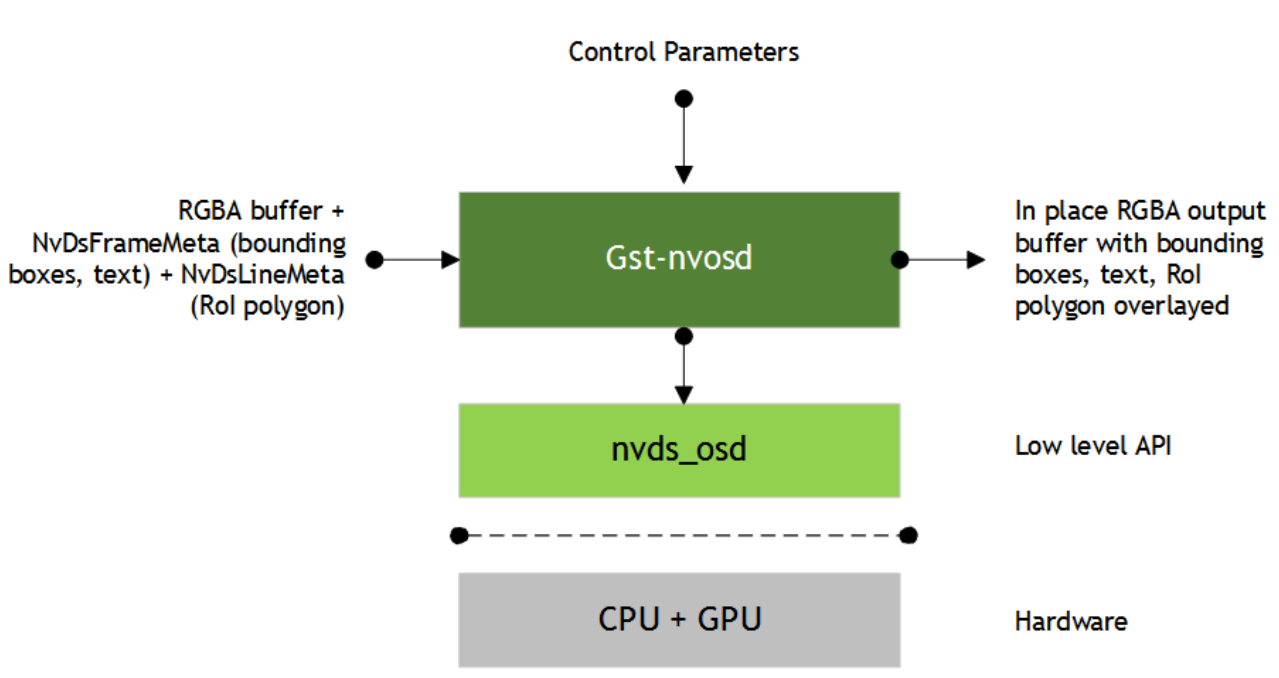 Control Parameters
RGBA buffer +
NvDsFrameMeta (bounding
boxes, text) + NvDsLineMeta
(RoI polygon)
Gst-nvosd
In place RGBA output
buffer with bounding
boxes, text, RoI
polygon overlayed
nvds_osd
Low level API
CPU + GPU
Hardware